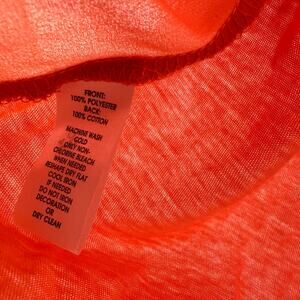 FRONT:
100% POLYESTER
BACK:
100% COTTON
MACHINE WASH
COLD
ONLY NON-
CHLORINE BLEACH
WHEN NEEDED
RESHAPE DRY FLAT
COOL IRON
IF NEEDED
DO NOT IRON
DECORATION
OR
DRY CLEAN